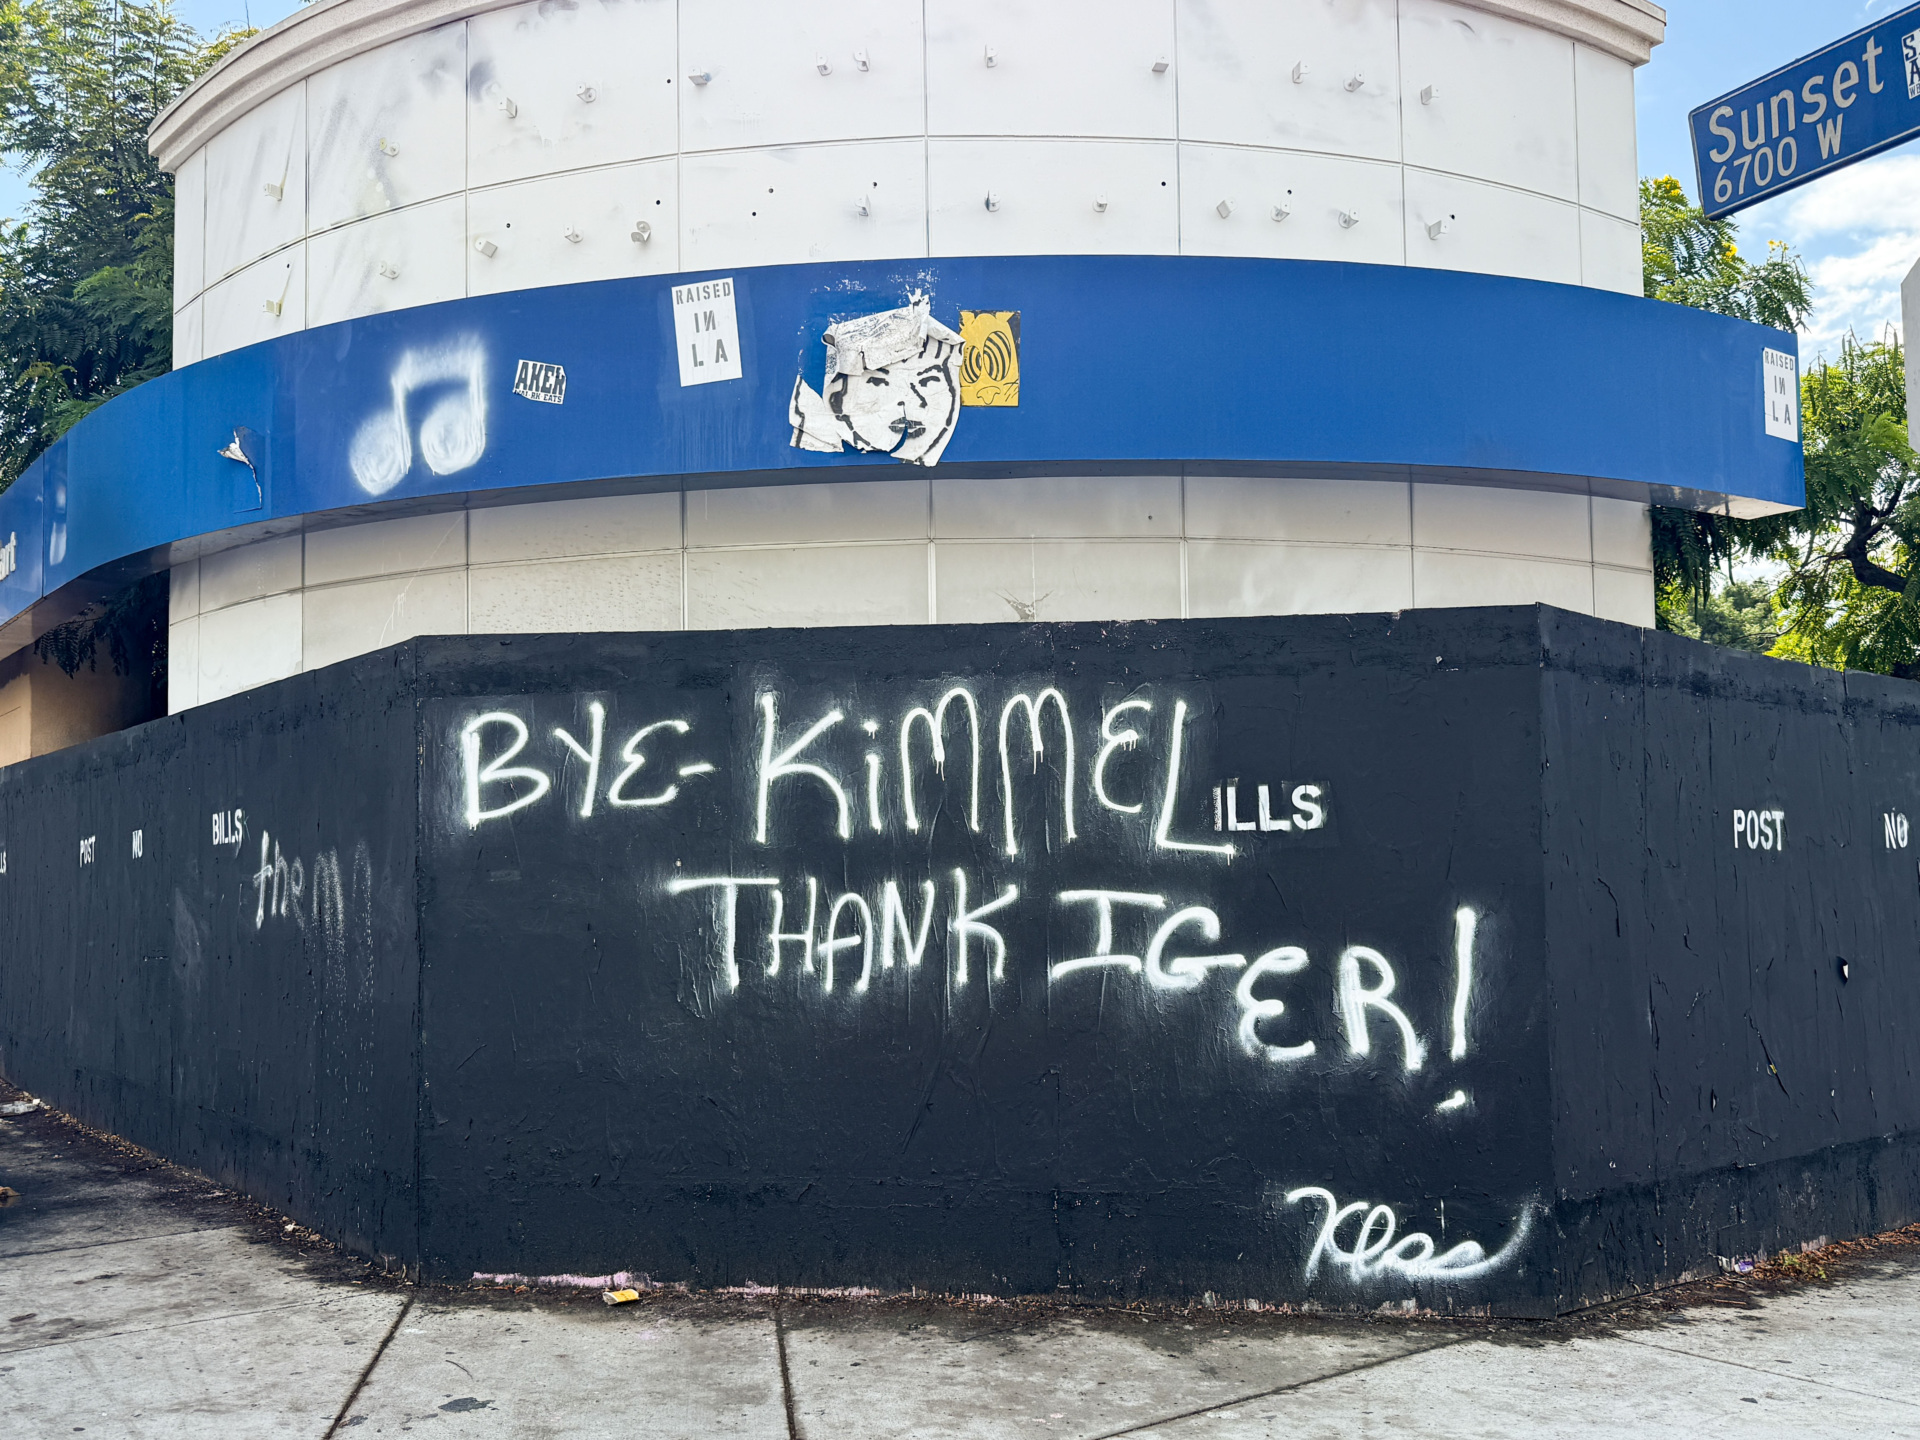 Sunset
6700 W
RAISED
IN
LA
AKER
RAISED
IN
LA
BYE-KiMMEL
ILLS
THANK IGER!
POST NO BILLS
them
POST NO